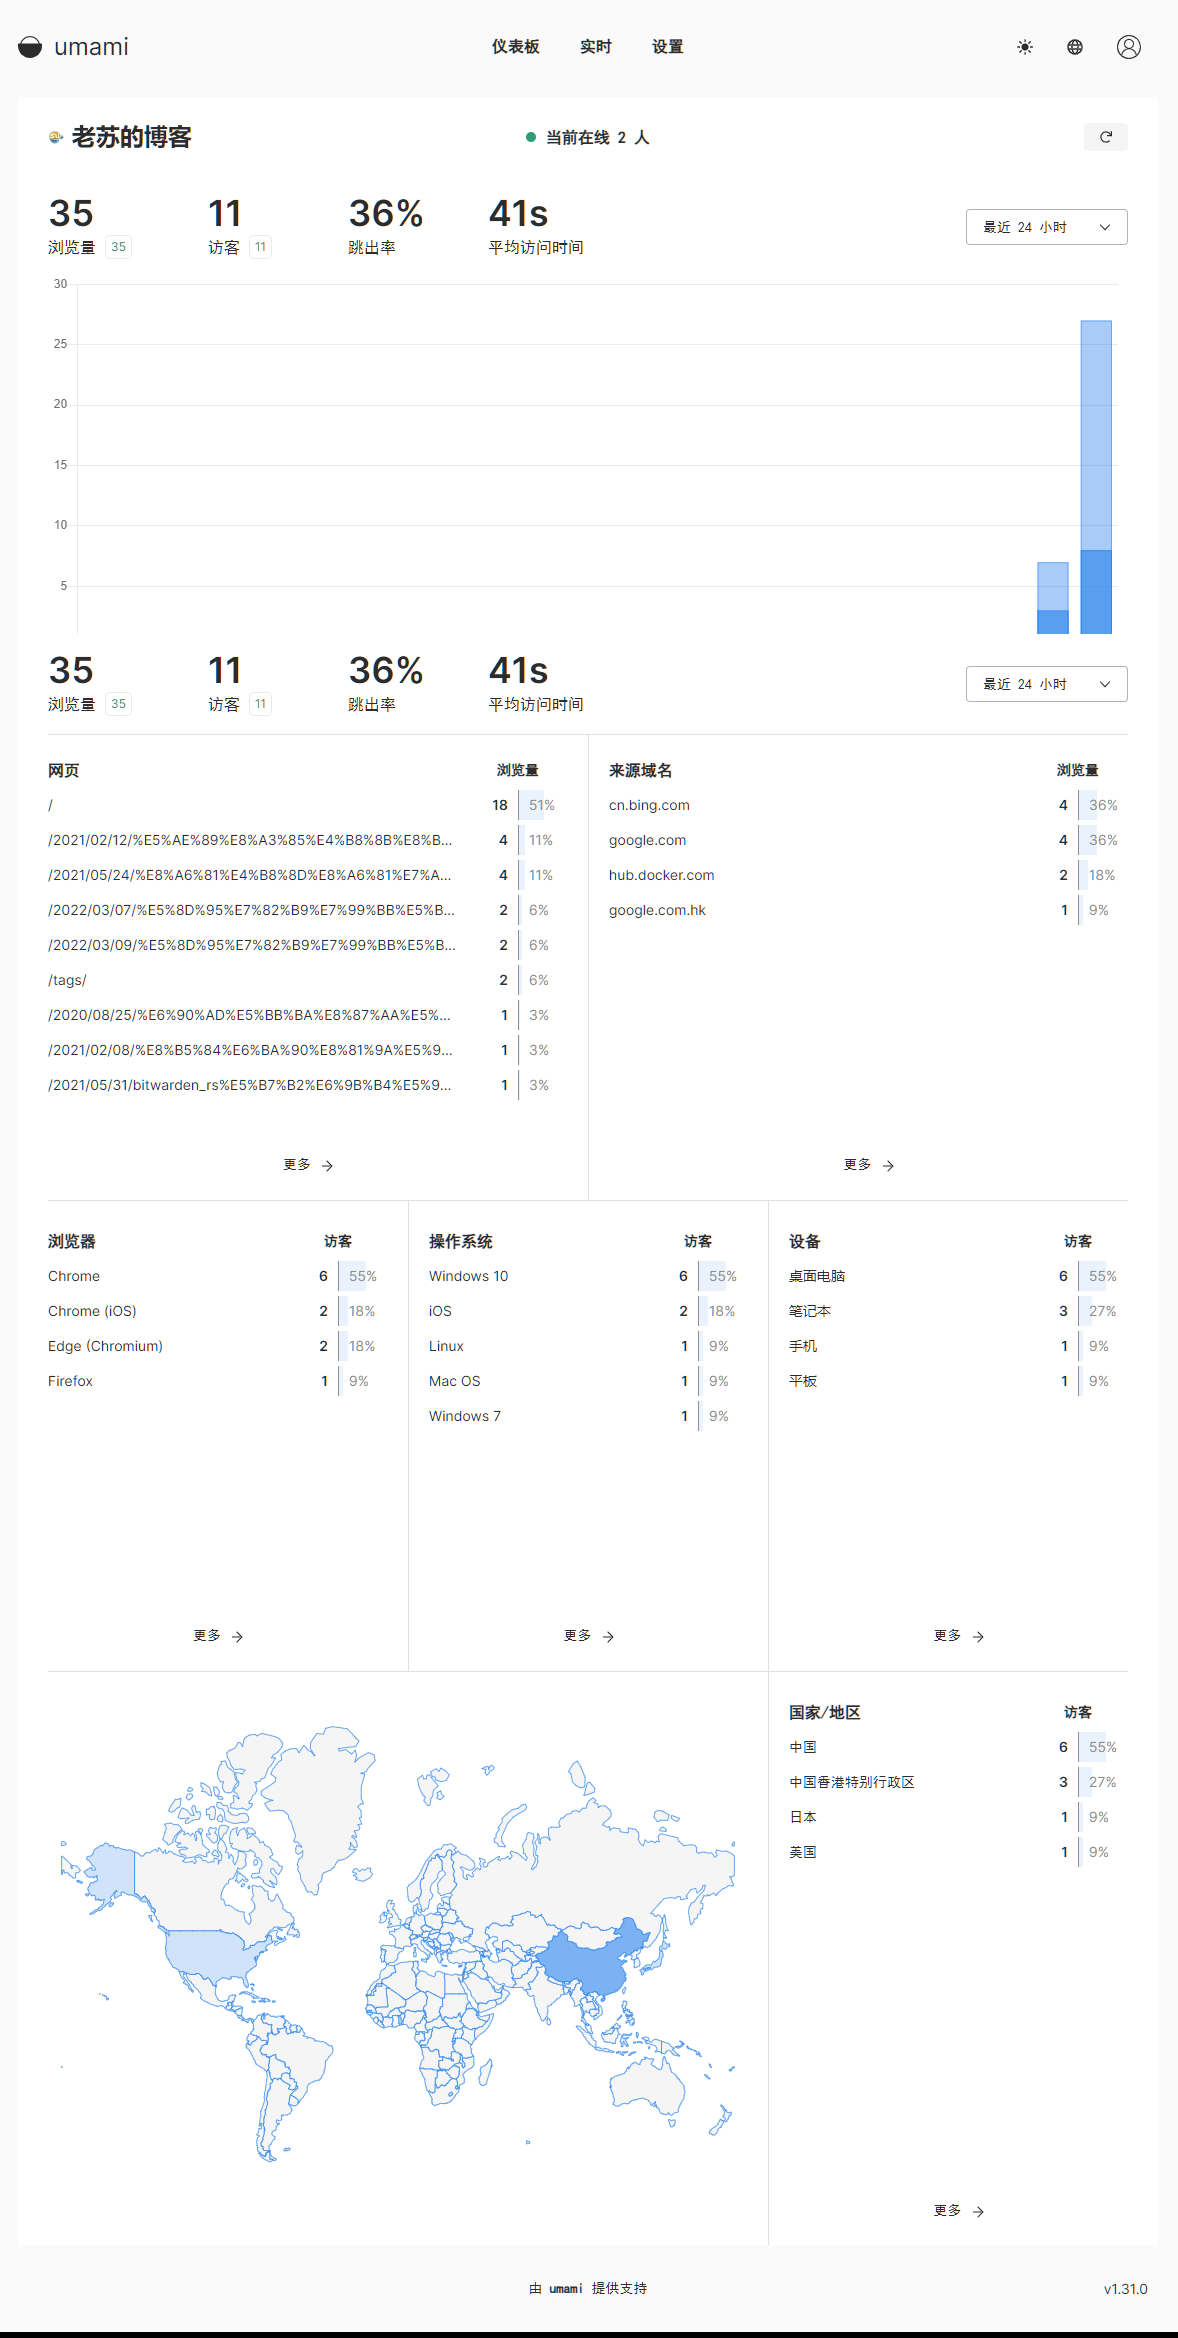 umami 仪表板 实时 设置
老苏的博客 当前在线 2 人
35 11 36% 41s
浏览量 35 访客 11 跳出率 平均访问时间 最近 24 小时
30
25
20
15
10
5
35 11 36% 41s
浏览量 35 访客 11 跳出率 平均访问时间 最近 24 小时
网页 浏览量
/ 18 51%
/2021/02/12/%E5%AE%89%E8%A3%85%E4%B8%8B%E8%B... 4 11%
/2021/05/24/%E8%A6%81%E4%B8%8D%E8%A6%81%E7%A... 4 11%
/2022/03/07/%E5%8D%95%E7%82%B9%E7%99%BB%E5%B... 2 6%
/2022/03/09/%E5%8D%95%E7%82%B9%E7%99%BB%E5%B... 2 6%
/tags/ 2 6%
/2020/08/25/%E6%90%AD%E5%BB%BA%E8%87%AA%E5%... 1 3%
/2021/02/08/%E8%B5%84%E6%BA%90%E8%81%9A%E5%9... 1 3%
/2021/05/31/bitwarden_rs%E5%B7%B2%E6%9B%B4%E5%9... 1 3%
更多
来源域名 浏览量
cn.bing.com 4 36%
google.com 4 36%
hub.docker.com 2 18%
google.com.hk 1 9%
更多
浏览器 访客
Chrome 6 55%
Chrome (iOS) 2 18%
Edge (Chromium) 2 18%
Firefox 1 9%
更多
操作系统 访客
Windows 10 6 55%
iOS 2 18%
Linux 1 9%
Mac OS 1 9%
Windows 7 1 9%
更多
设备 访客
桌面电脑 6 55%
笔记本 3 27%
手机 1 9%
平板 1 9%
更多
国家/地区 访客
中国 6 55%
中国香港特别行政区 3 27%
日本 1 9%
美国 1 9%
更多
由 umami 提供支持 v1.31.0